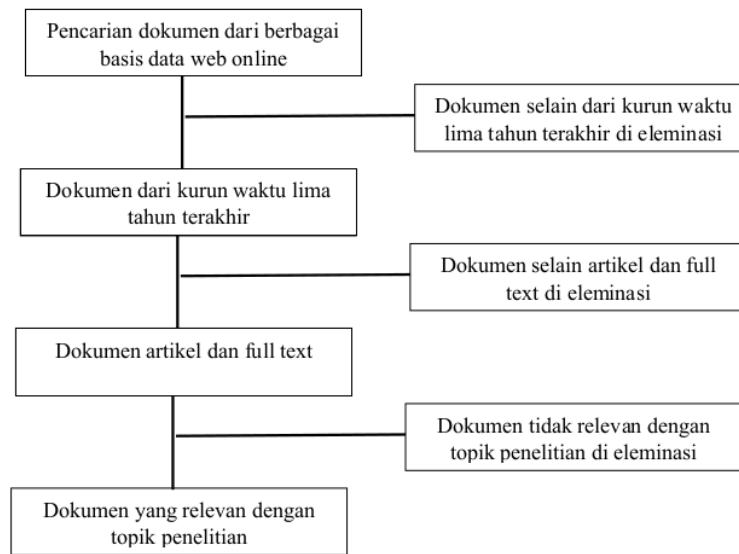 Pencarian dokumen dari berbagai
basis data web online
Dokumen selain dari kurun waktu
lima tahun terakhir di eleminasi
Dokumen dari kurun waktu lima
tahun terakhir
Dokumen selain artikel dan full
text di eleminasi
Dokumen artikel dan full text
Dokumen tidak relevan dengan
topik penelitian di eleminasi
Dokumen yang relevan dengan
topik penelitian